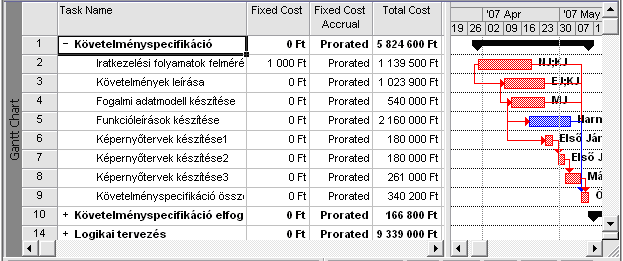 Task Name Fixed Cost Fixed Cost Accrual Total Cost '07 Apr '07 May
19 26 02 09 16 23 30 07 1
1 − Követelményspecifikáció 0 Ft Prorated 5 824 600 Ft
2 Iratkezelési folyamatok felméré 1 000 Ft Prorated 1 139 500 Ft NJ;KJ
3 Követelmények leírása 0 Ft Prorated 1 023 900 Ft EJ;KJ
4 Fogalmi adatmodell készítése 0 Ft Prorated 540 000 Ft MJ
5 Funkcióleírások készítése 0 Ft Prorated 2 160 000 Ft Harn
6 Képernyőtervek készítése1 0 Ft Prorated 180 000 Ft Első Ján
7 Képernyőtervek készítése2 0 Ft Prorated 180 000 Ft Első J
8 Képernyőtervek készítése3 0 Ft Prorated 261 000 Ft Má
9 Követelményspecifikáció össz 0 Ft Prorated 340 200 Ft
10 + Követelményspecifikáció elfog 0 Ft Prorated 166 800 Ft
14 + Logikai tervezés 0 Ft Prorated 9 339 000 Ft
Gantt Chart